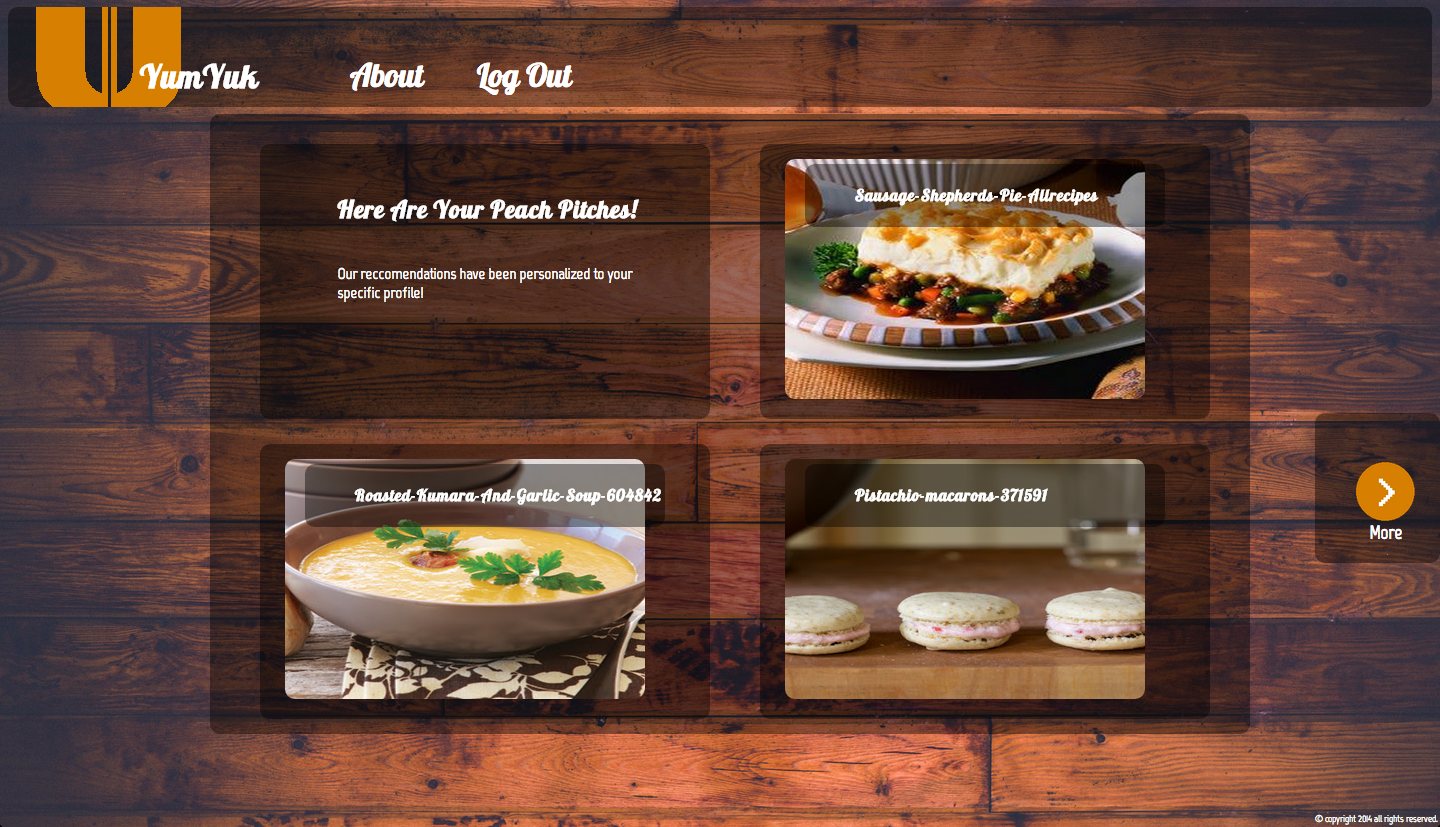 YumYuk
About
Log Out
Here Are Your Peach Pitches!
Our reccomendations have been personalized to your
specific profile!
Sausage-Shepherds-Pie-Allrecipes
Roasted-Kumara-And-Garlic-Soup-604842
Pistachio-macarons-371591
More
© copyright 2014 all rights reserved.